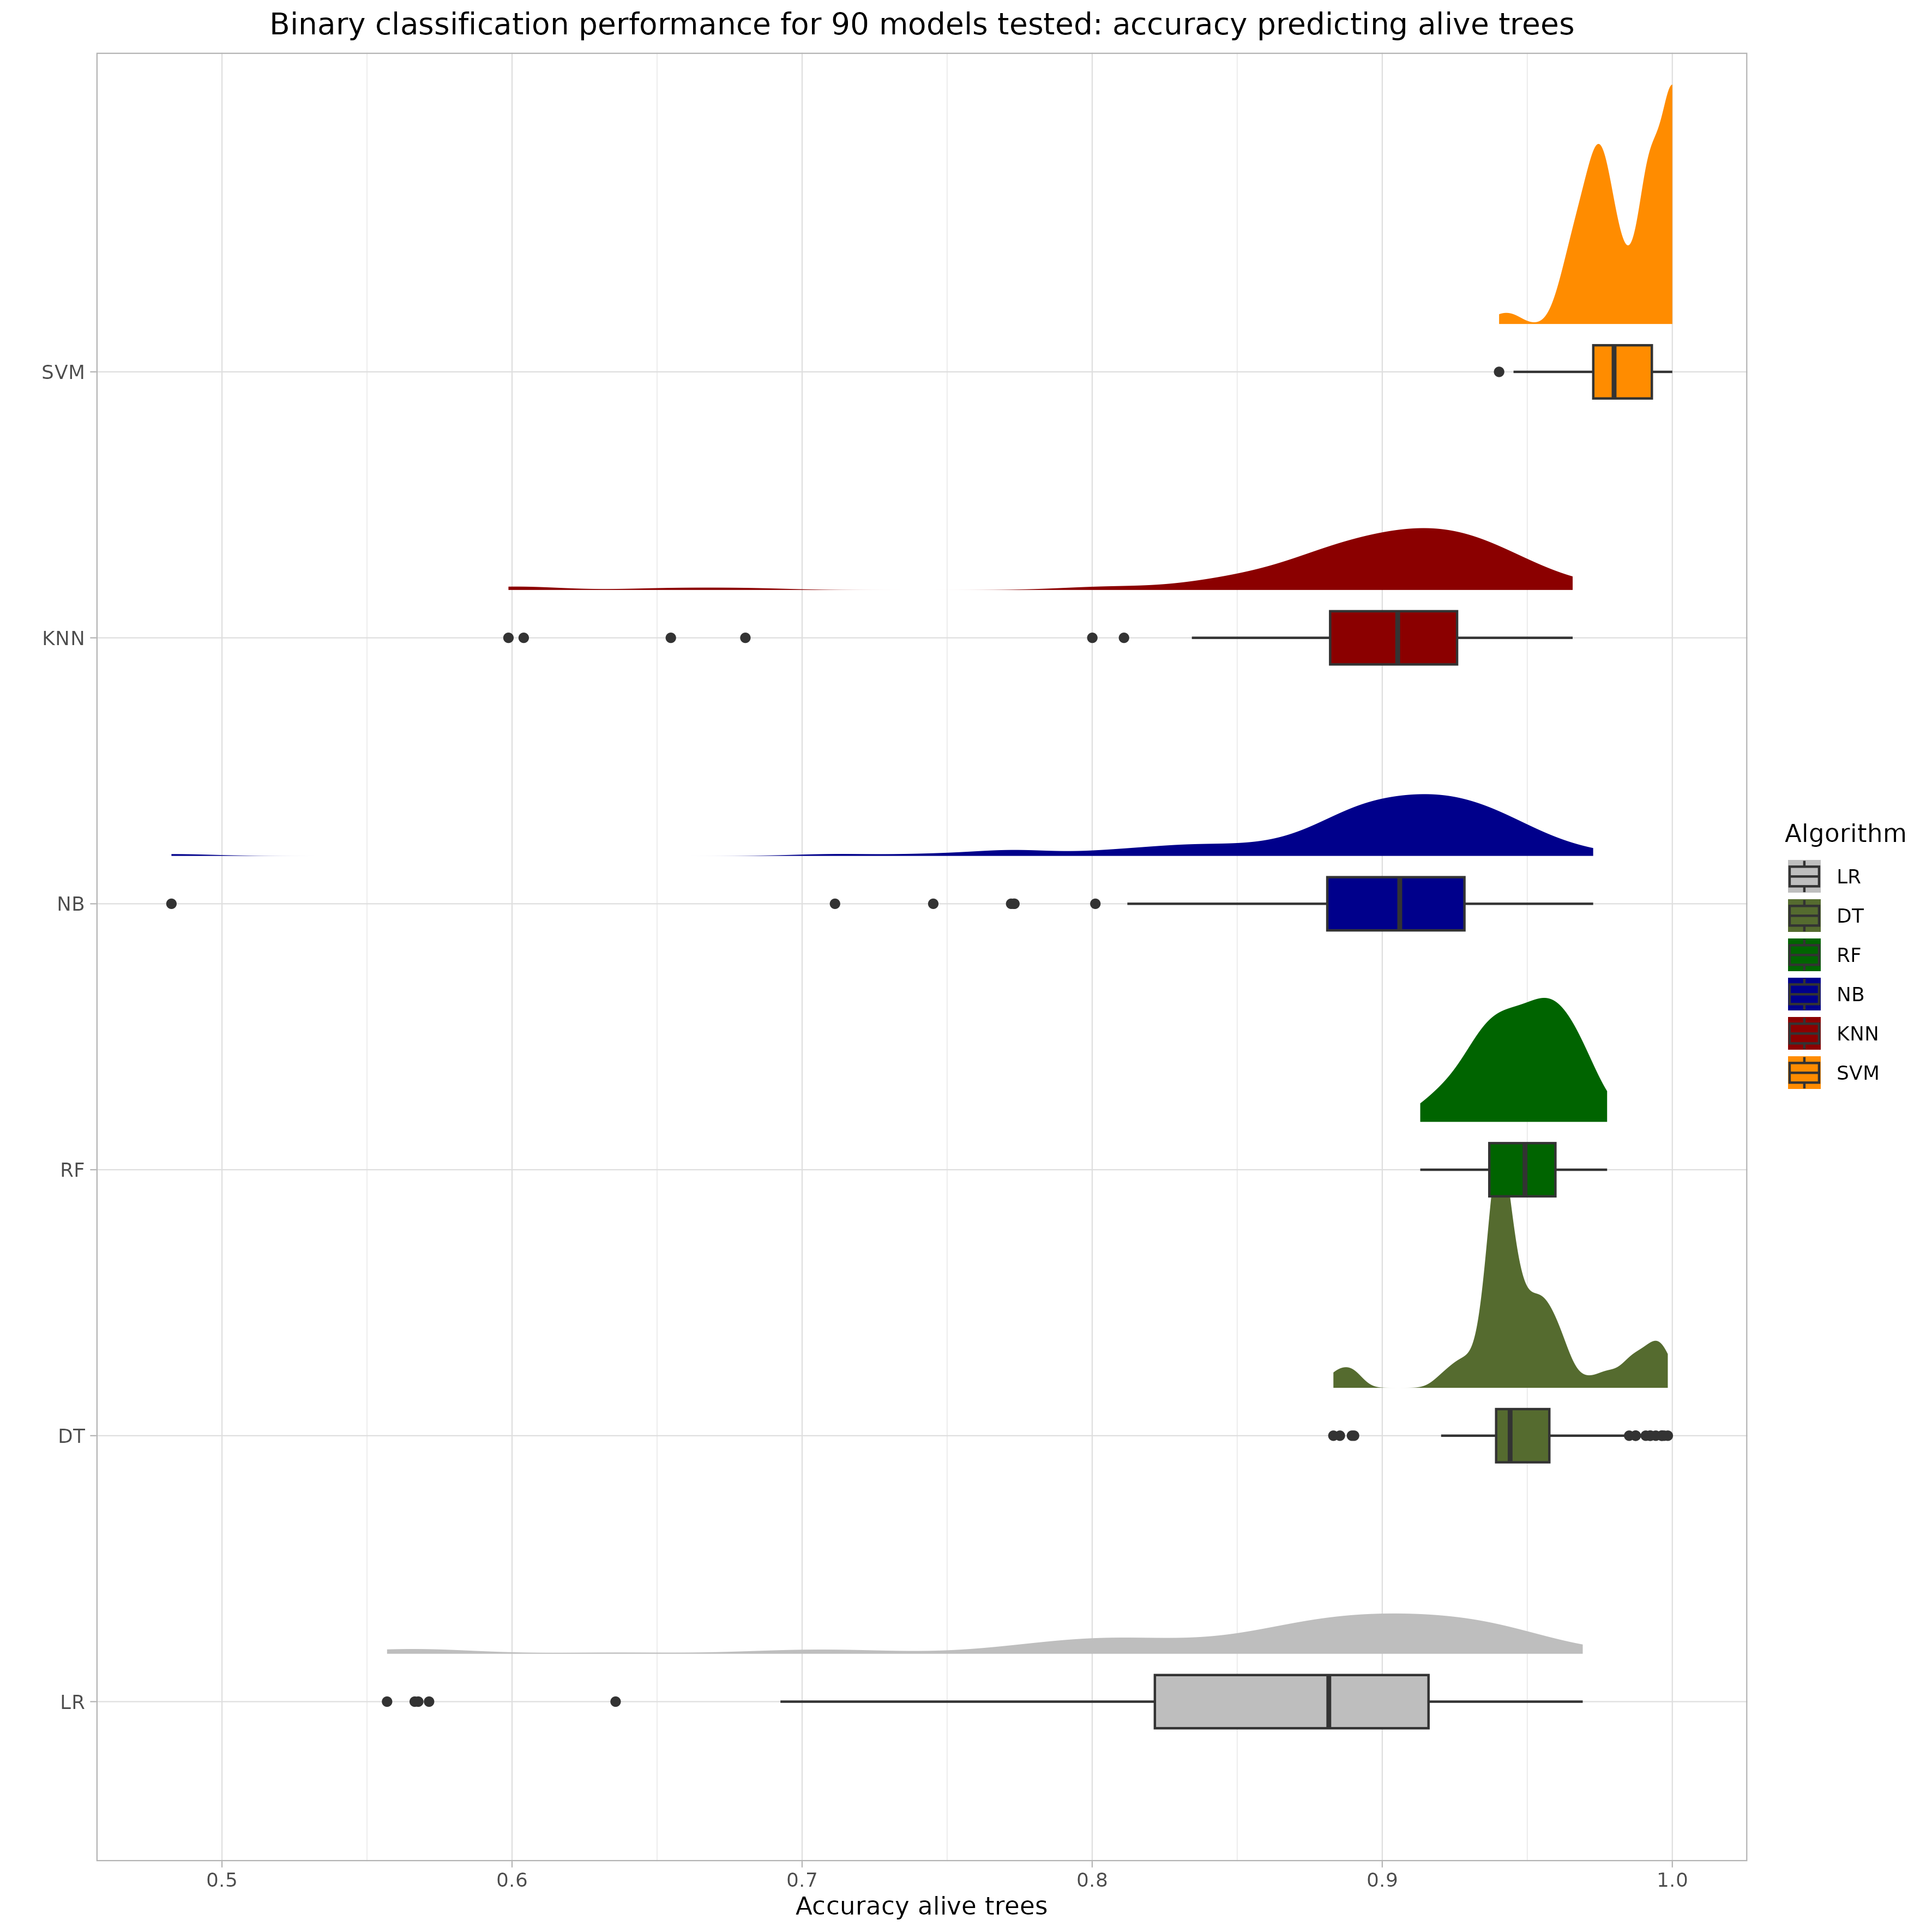 Binary classification performance for 90 models tested: accuracy predicting alive trees
SVM
KNN
NB
RF
DT
LR
0.5 0.6 0.7 0.8 0.9 1.0
Accuracy alive trees
Algorithm
LR
DT
RF
NB
KNN
SVM